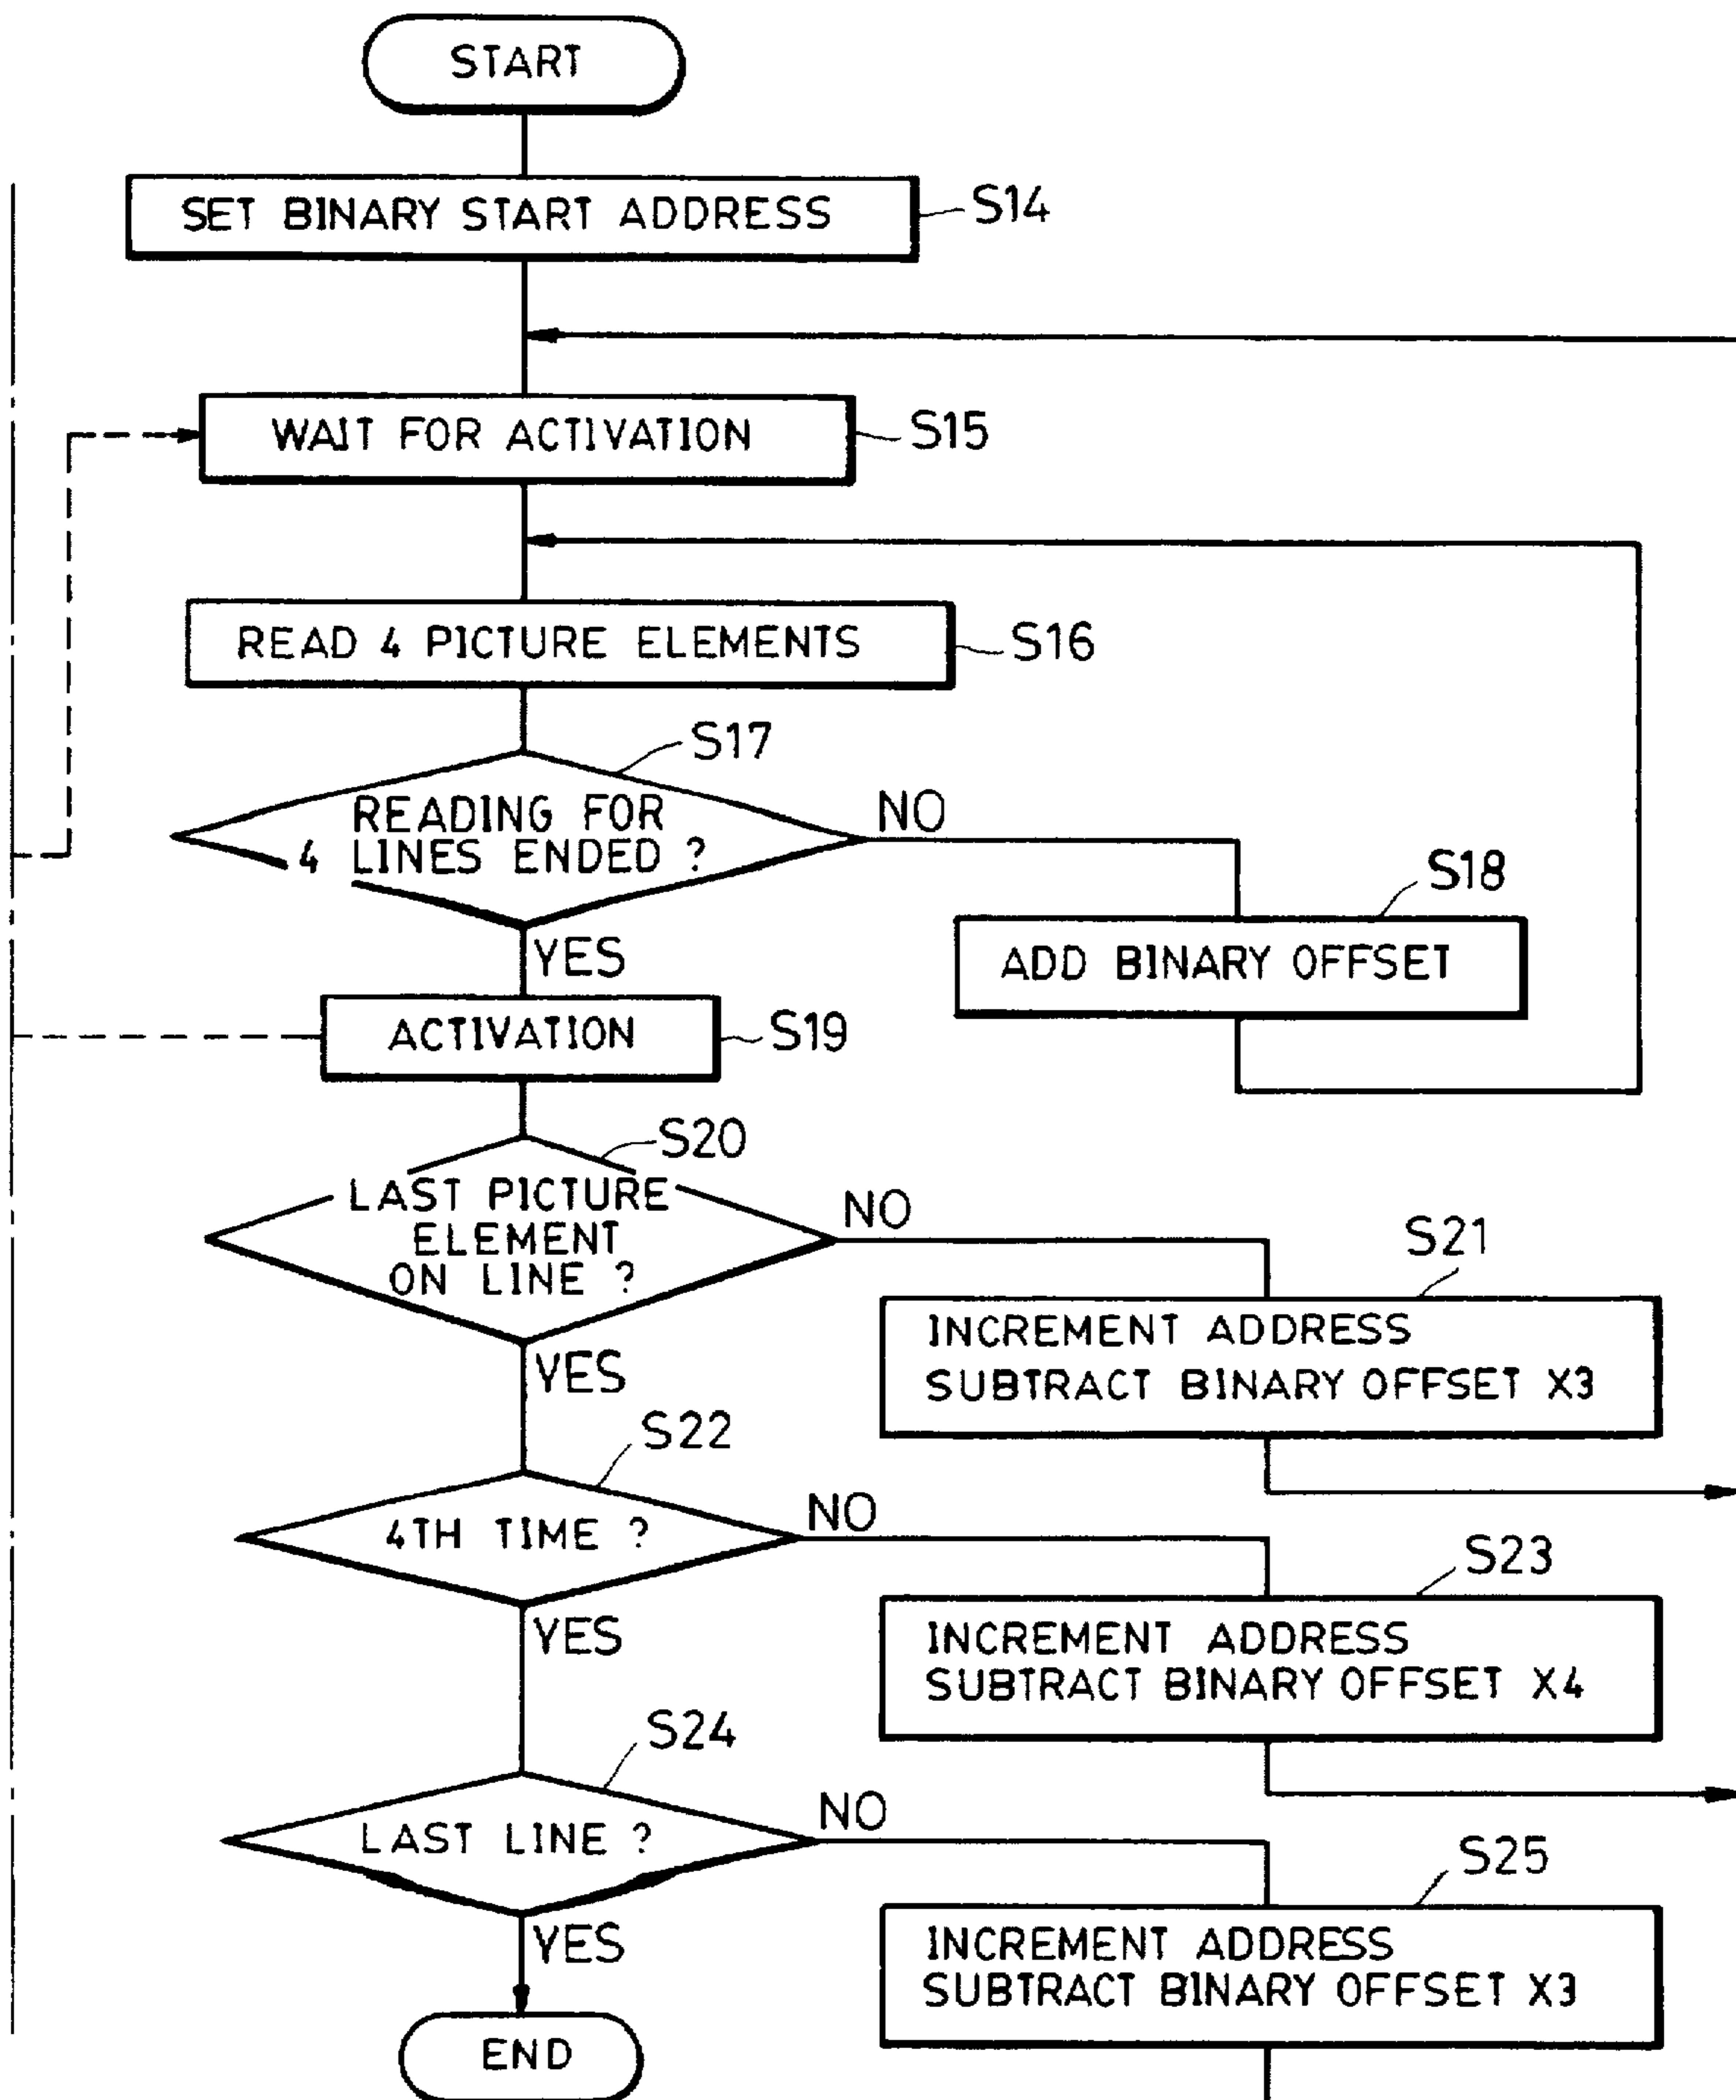 START
SET BINARY START ADDRESS
S14
WAIT FOR ACTIVATION
S15
READ 4 PICTURE ELEMENTS
S16
S17
READING FOR
4 LINES ENDED ?
NO
YES
S18
ADD BINARY OFFSET
ACTIVATION
S19
S20
LAST PICTURE
ELEMENT
ON LINE ?
NO
YES
S21
INCREMENT ADDRESS
SUBTRACT BINARY OFFSET X3
S22
4TH TIME ?
NO
YES
S23
INCREMENT ADDRESS
SUBTRACT BINARY OFFSET X4
S24
LAST LINE ?
NO
YES
S25
INCREMENT ADDRESS
SUBTRACT BINARY OFFSET X3
END